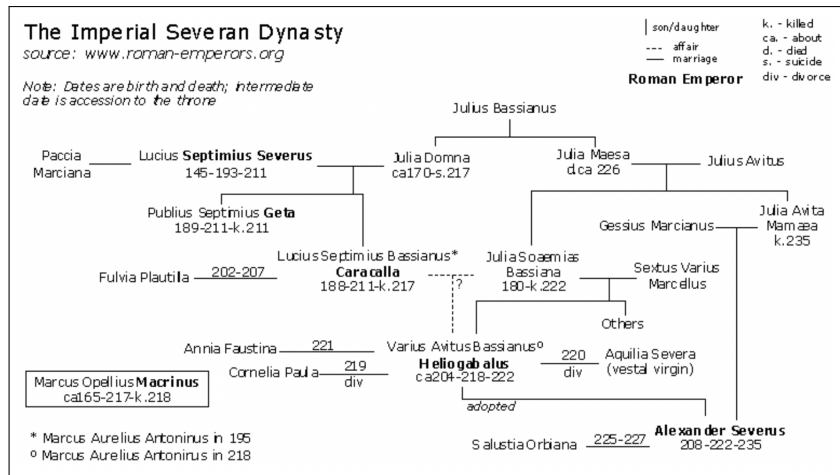 The Imperial Severan Dynasty
source: www.roman-emperors.org
Note: Dates are birth and death; intermediate
date is accession to the throne
son/daughter
affair
marriage
Roman Emperor
k. - killed
ca. - about
d. - died
s. - suicide
div - divorce
Julius Bassianus
Paccia
Marciana
Lucius Septimius Severus
145-193-211
Julia Domna
ca170-s.217
Julia Maesa
d.ca 226
Julius Avitus
Publius Septimius Geta
189-211-k.211
Gessius Marcianus
Julia Avita
Mamæa
k.235
Fulvia Plautilla
202-207
Lucius Septimius Bassianus*
Caracalla
188-211-k.217
?
Julia Soaemias
Bassiana
180-k.222
Sextus Varius
Marcellus
Others
Annia Faustina
221
Cornelia Paula
219
div
Varius Avitus Bassianusº
Heliogabalus
ca204-218-222
220
div
Aquilia Severa
(vestal virgin)
Marcus Opellius Macrinus
ca165-217-k.218
adopted
Salustia Orbiana
225-227
Alexander Severus
208-222-235
* Marcus Aurelius Antoninus in 195
º Marcus Aurelius Antoninus in 218